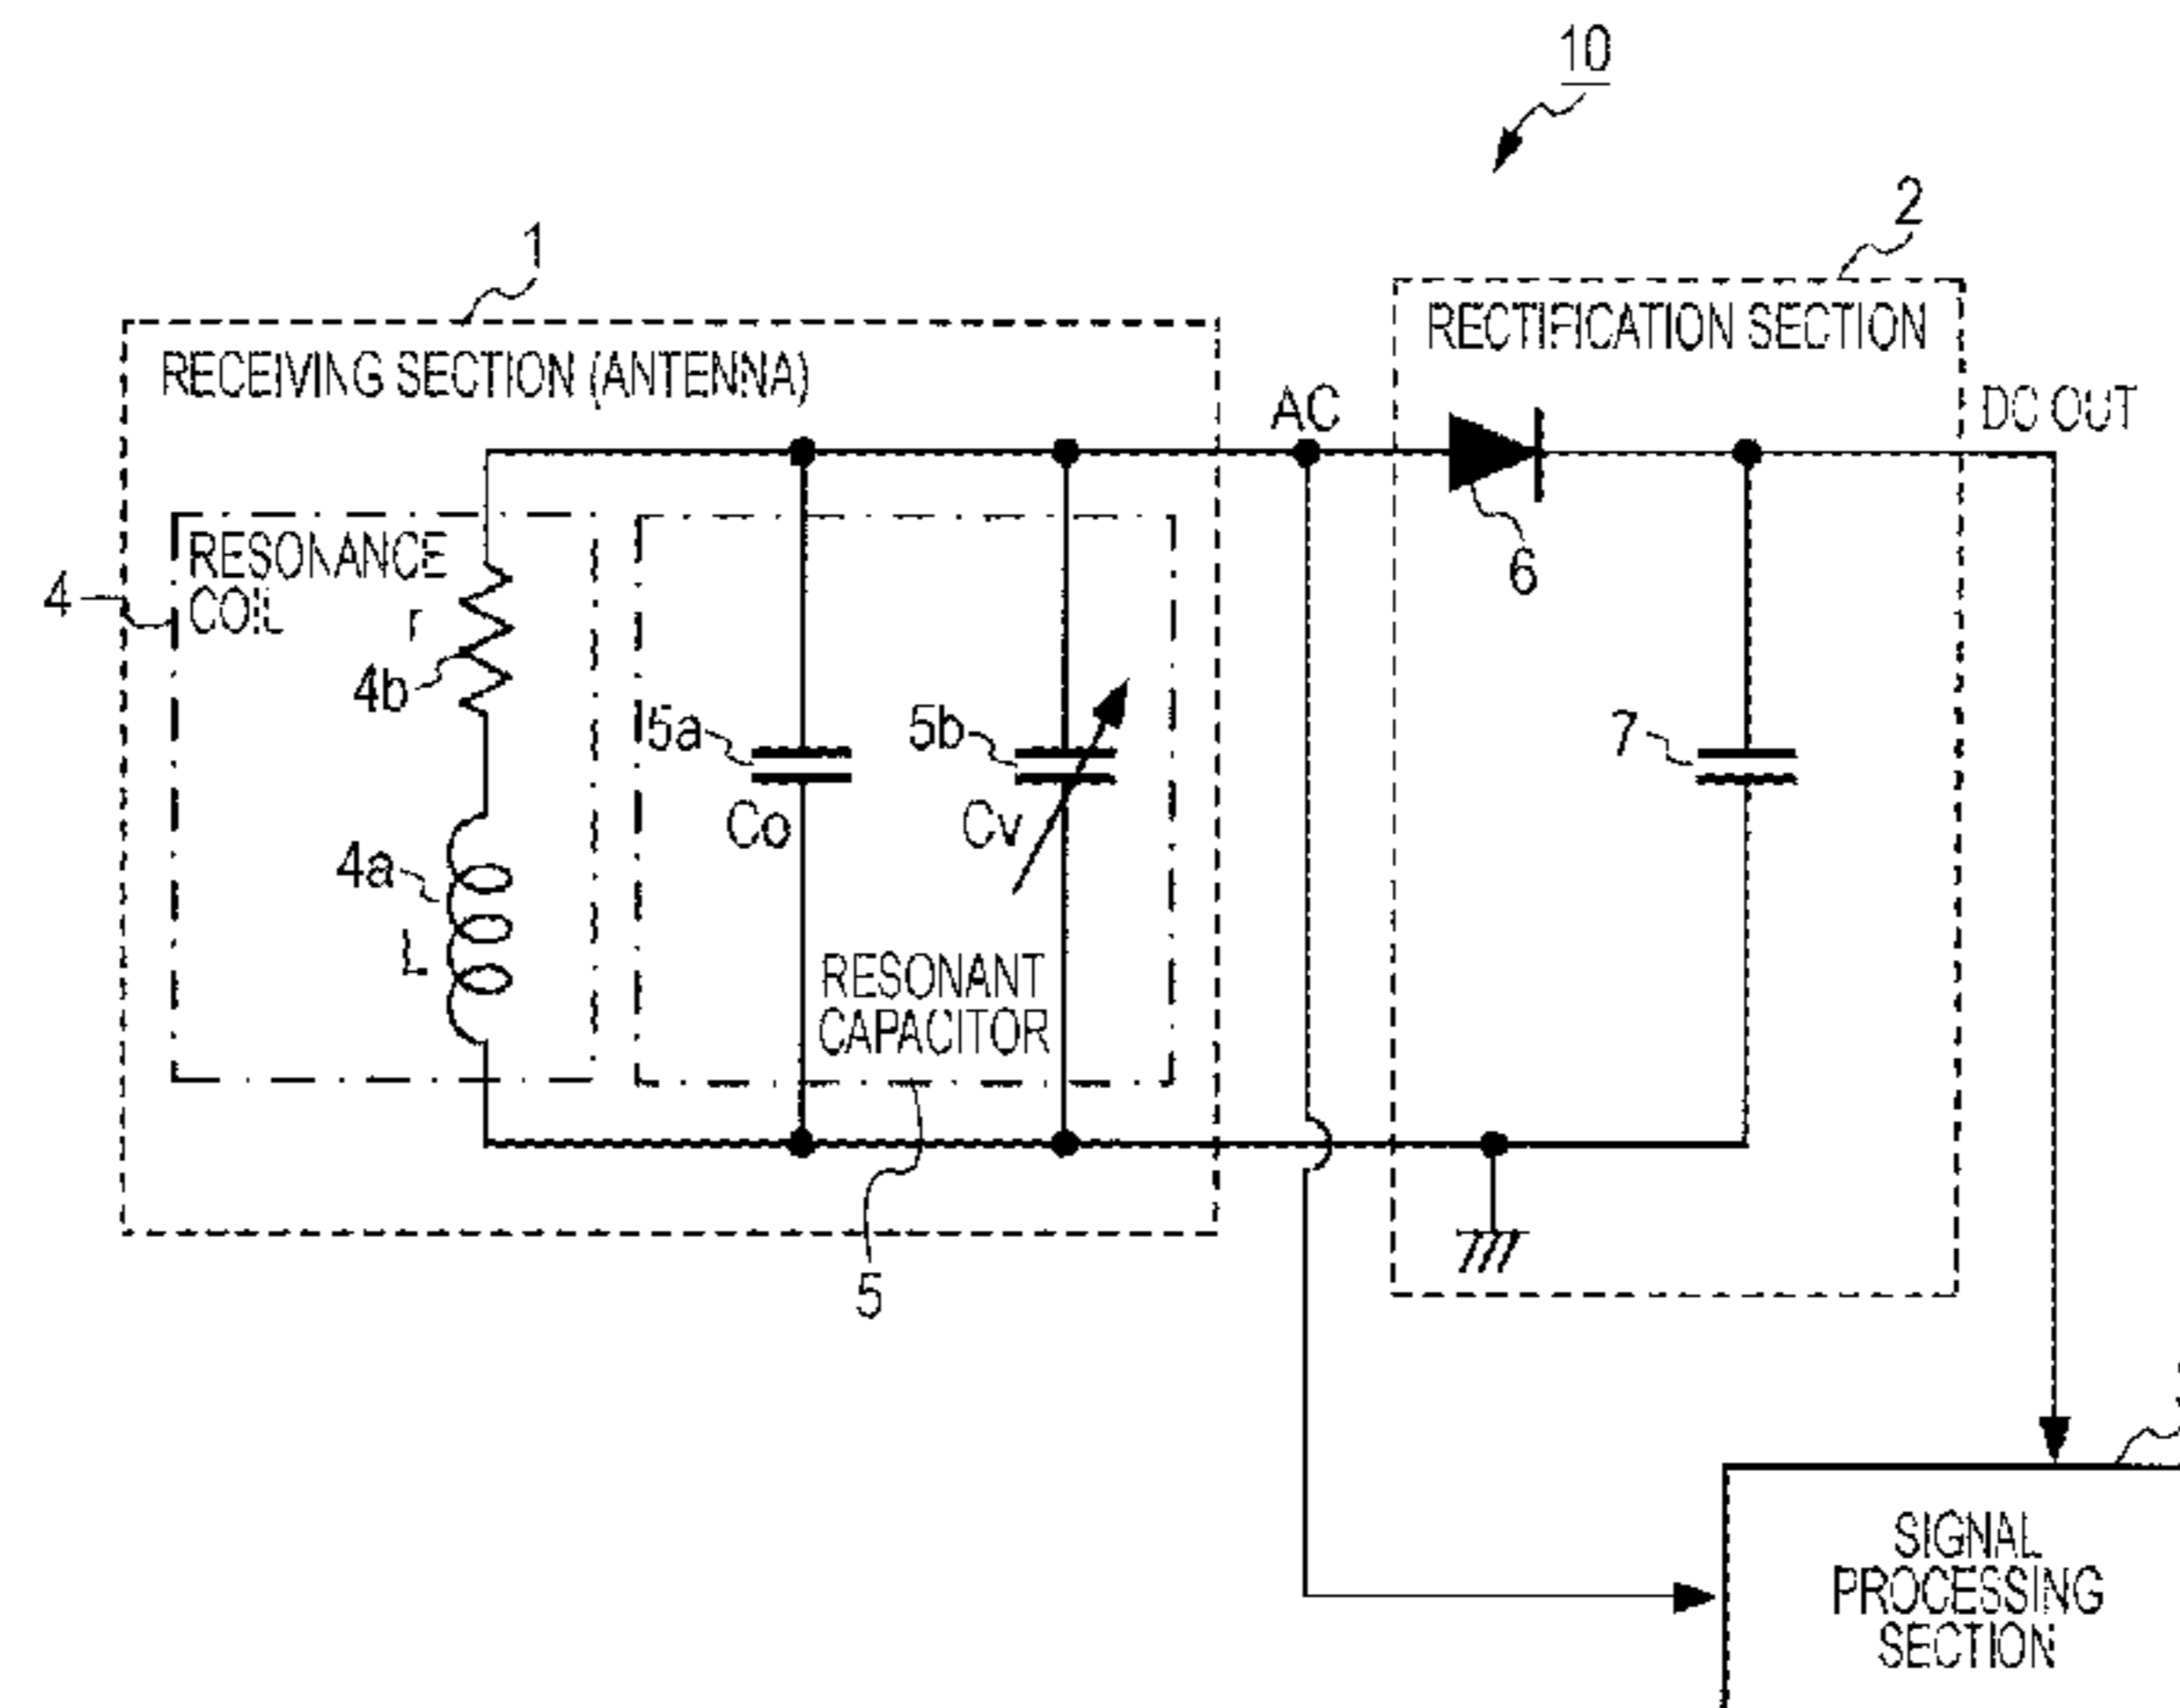 10
2
1
RECTIFICATION SECTION
RECEIVING SECTION (ANTENNA)
AC
DC OUT
RESONANCE
COIL
4
r
4b
6
5a
5b
7
Co
Cv
4a
L
RESONANT
CAPACITOR
5
SIGNAL
PROCESSING
SECTION